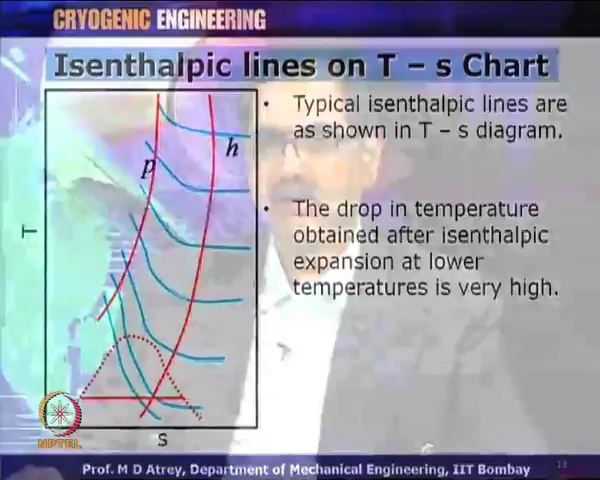 CRYOGENIC ENGINEERING
Isenthalpic lines on T – s Chart
• Typical isenthalpic lines are
as shown in T – s diagram.
• The drop in temperature
obtained after isenthalpic
expansion at lower
temperatures is very high.
p
h
T
s
NPTEL
Prof. M D Atrey, Department of Mechanical Engineering, IIT Bombay
13